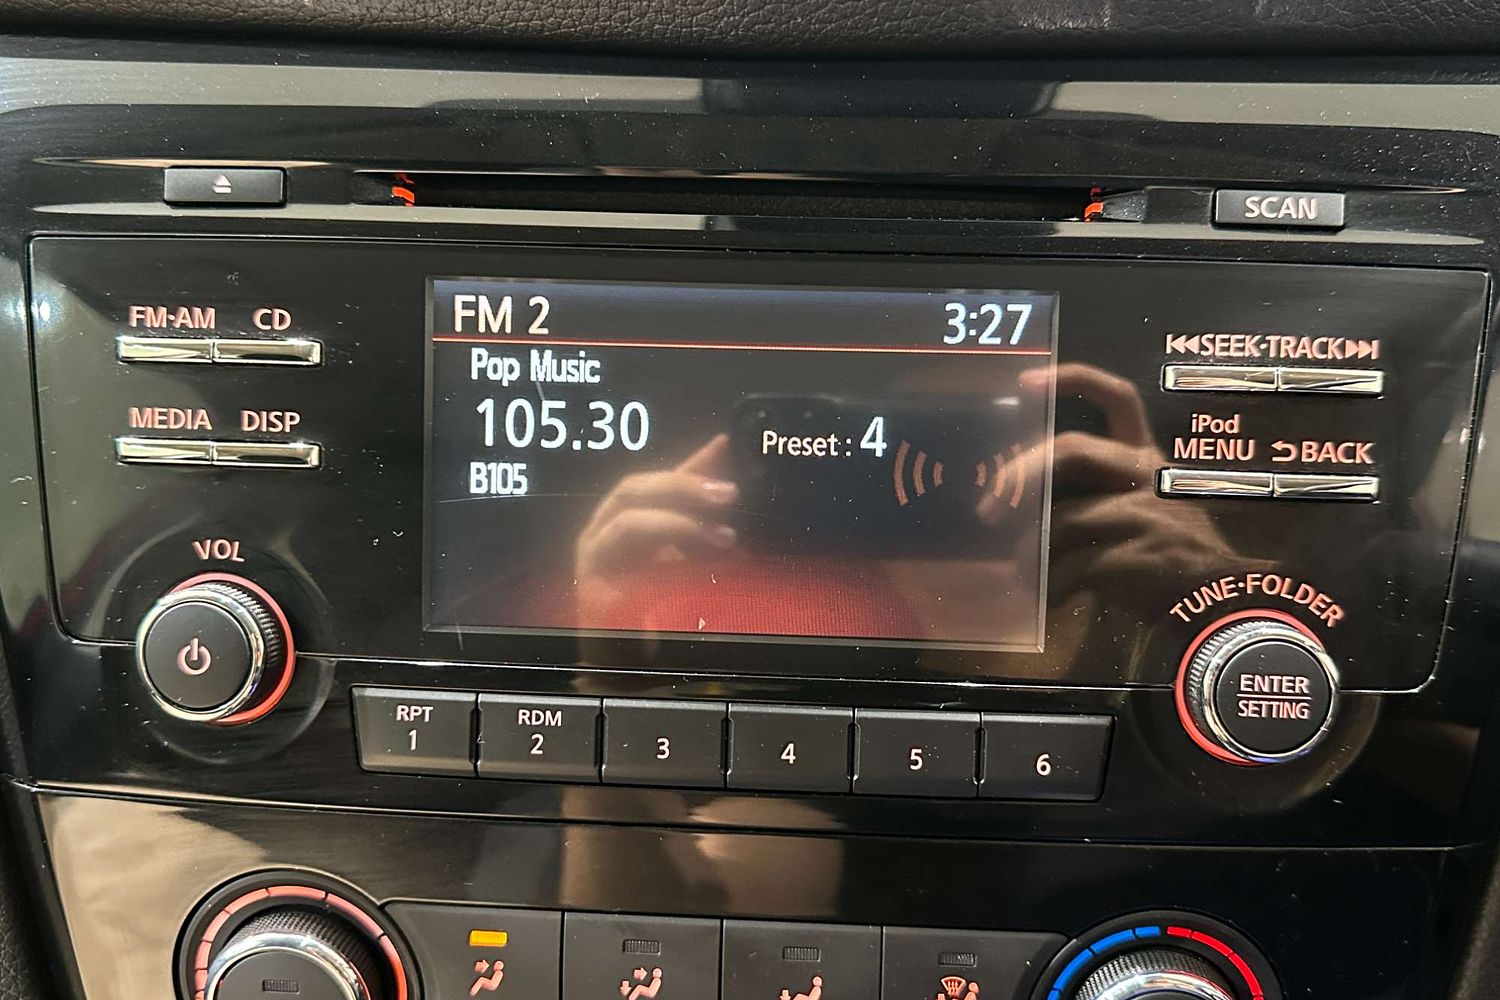 SCAN
FM·AM CD
MEDIA DISP
VOL
FM 2 3:27
Pop Music
105.30
Preset: 4
B105
SEEK·TRACK
iPod
MENU BACK
TUNE·FOLDER
ENTER
SETTING
RPT
1
RDM
2
3
4
5
6